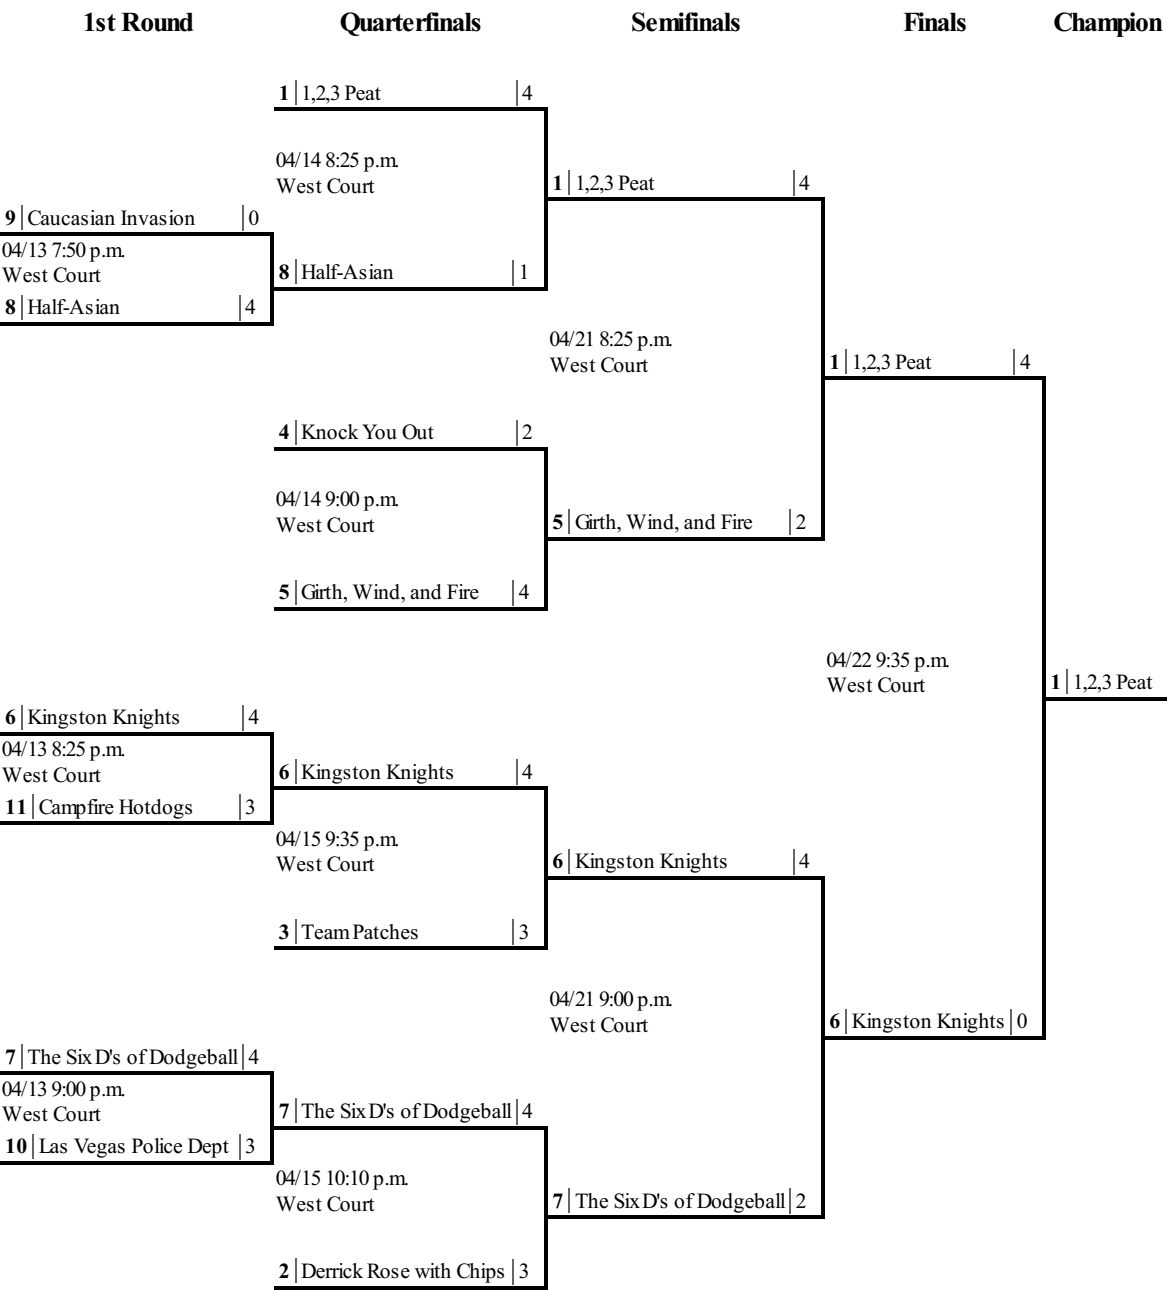 1st Round Quarterfinals Semifinals Finals Champion
1 1,2,3 Peat 4
04/14 8:25 p.m.
West Court
1 1,2,3 Peat 4
9 Caucasian Invasion 0
04/13 7:50 p.m.
West Court
8 Half-Asian 1
8 Half-Asian 4
04/21 8:25 p.m.
West Court
1 1,2,3 Peat 4
4 Knock You Out 2
04/14 9:00 p.m.
West Court
5 Girth, Wind, and Fire 2
5 Girth, Wind, and Fire 4
04/22 9:35 p.m.
West Court
1 1,2,3 Peat
6 Kingston Knights 4
04/13 8:25 p.m.
West Court
6 Kingston Knights 4
11 Campfire Hotdogs 3
04/15 9:35 p.m.
West Court
6 Kingston Knights 4
3 Team Patches 3
04/21 9:00 p.m.
West Court
6 Kingston Knights 0
7 The Six D's of Dodgeball 4
04/13 9:00 p.m.
West Court
7 The Six D's of Dodgeball 4
10 Las Vegas Police Dept 3
04/15 10:10 p.m.
West Court
7 The Six D's of Dodgeball 2
2 Derrick Rose with Chips 3